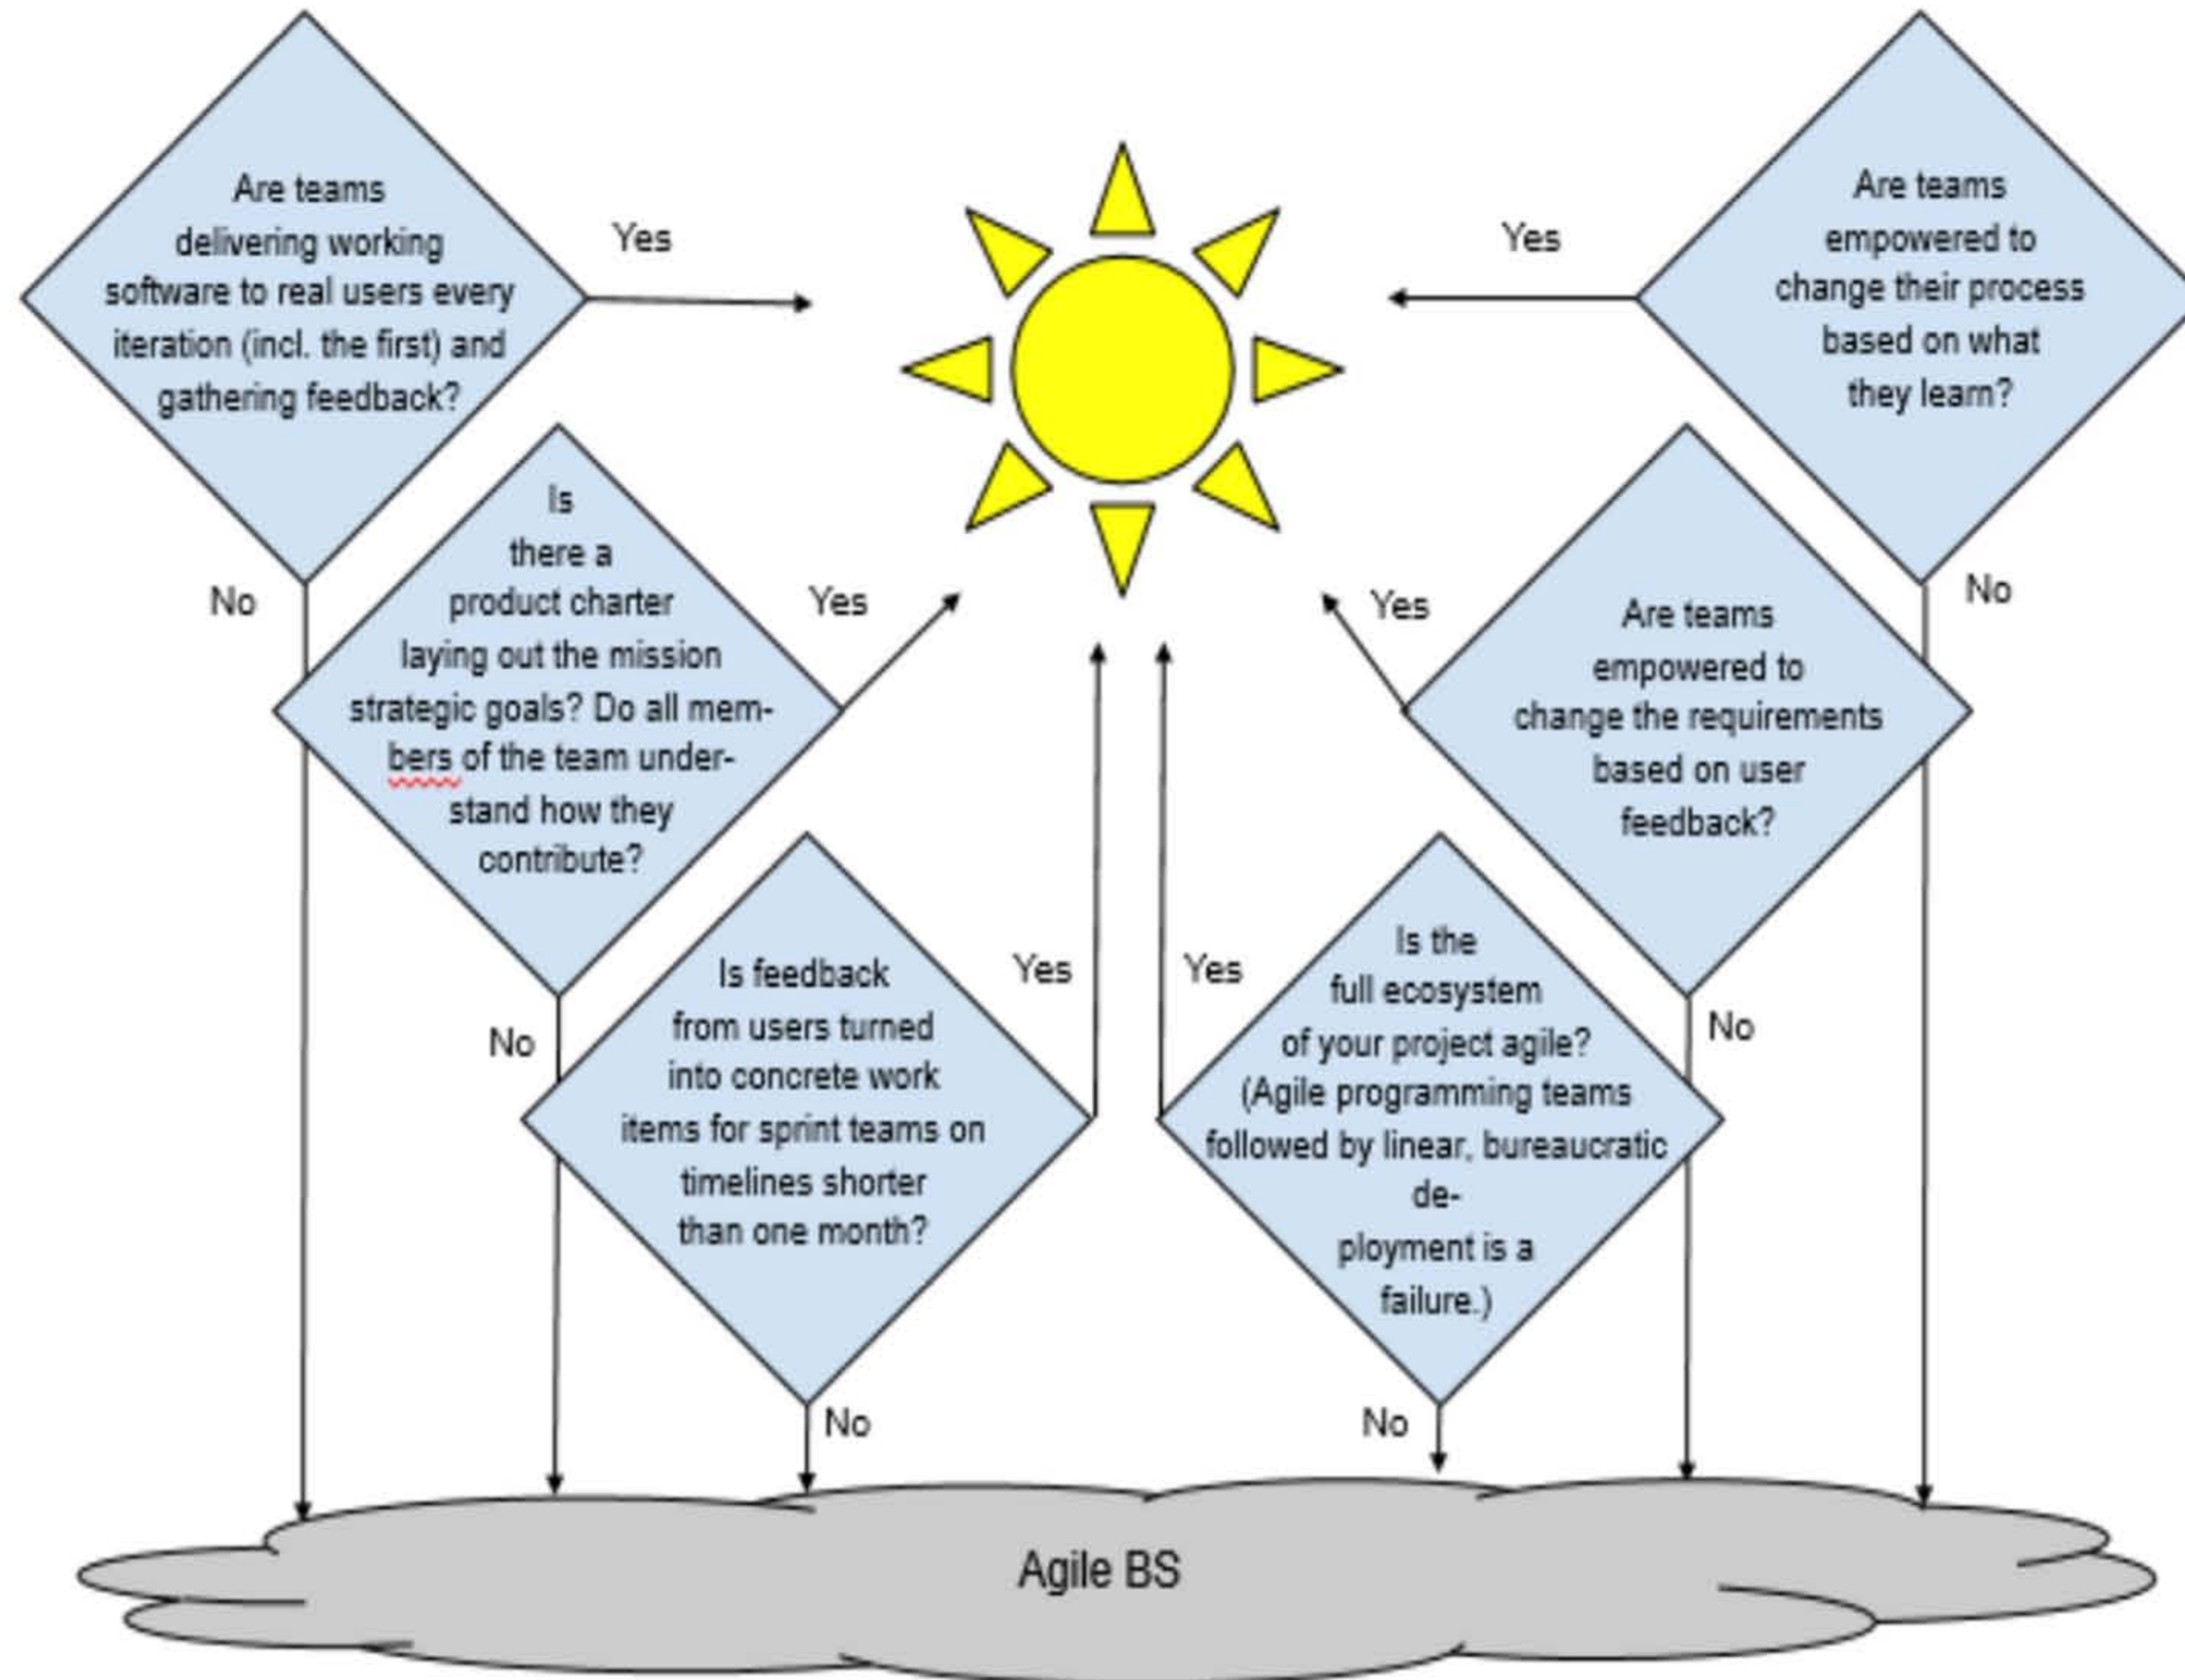 Are teams
delivering working
software to real users every
iteration (incl. the first) and
gathering feedback?
Yes
No
Is
there a
product charter
laying out the mission
strategic goals? Do all mem-
bers of the team under-
stand how they
contribute?
Yes
No
Is feedback
from users turned
into concrete work
items for sprint teams on
timelines shorter
than one month?
Yes
No
Are teams
empowered to
change their process
based on what
they learn?
Yes
No
Are teams
empowered to
change the requirements
based on user
feedback?
Yes
No
Is the
full ecosystem
of your project agile?
(Agile programming teams
followed by linear, bureaucratic
de-
ployment is a
failure.)
Yes
No
Agile BS